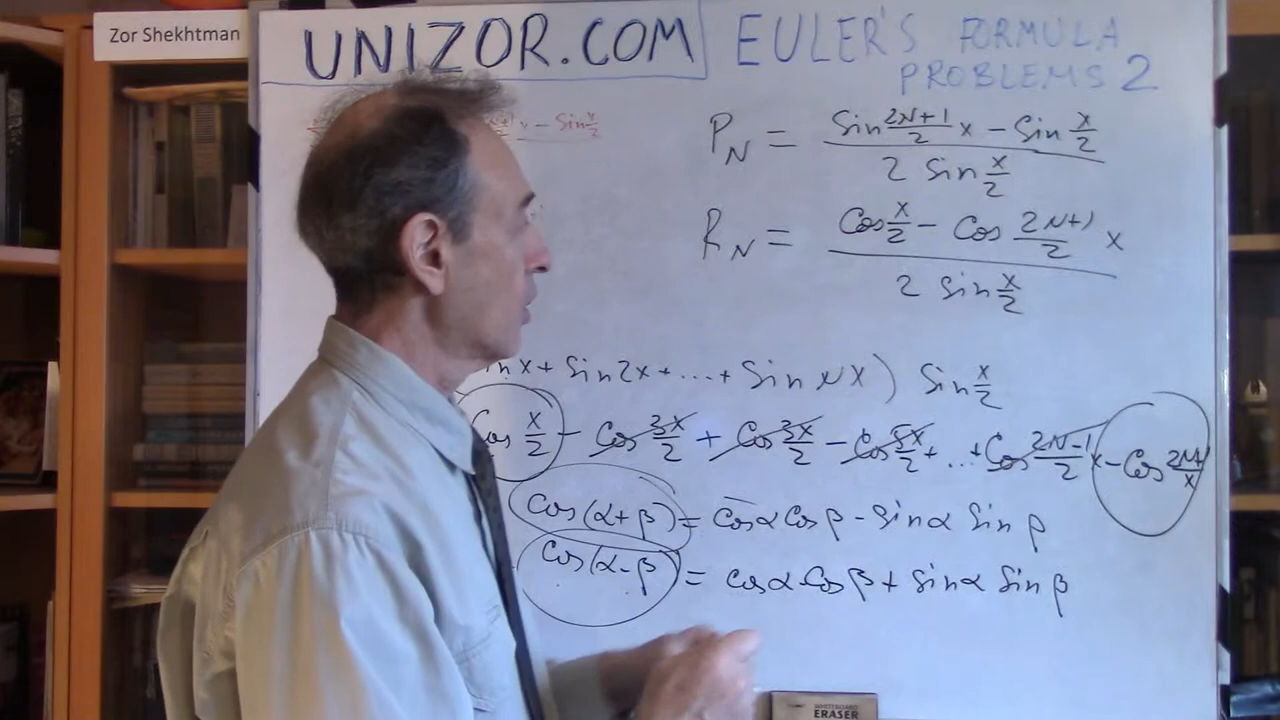 Zor Shekhtman
UNIZOR.COM
EULER'S FORMULA
PROBLEMS 2
x/2
– Sin x/2
P_N = (Sin (2N+1)/2 x – Sin x/2) / (2 Sin x/2)
R_N = (Cos x/2 – Cos (2N+1)/2 x) / (2 Sin x/2)
x + Sin 2x + ... + Sin Nx) Sin x/2
Cos x/2 – Cos 3x/2 + Cos 3x/2 – Cos 5x/2 + ... + Cos (2N-1)/2 x – Cos
Cos(α+β) = Cosα Cosβ - Sinα Sinβ
Cos(α-β) = Cosα Cosβ + Sinα Sinβ
WHITEBOARD
ERASER